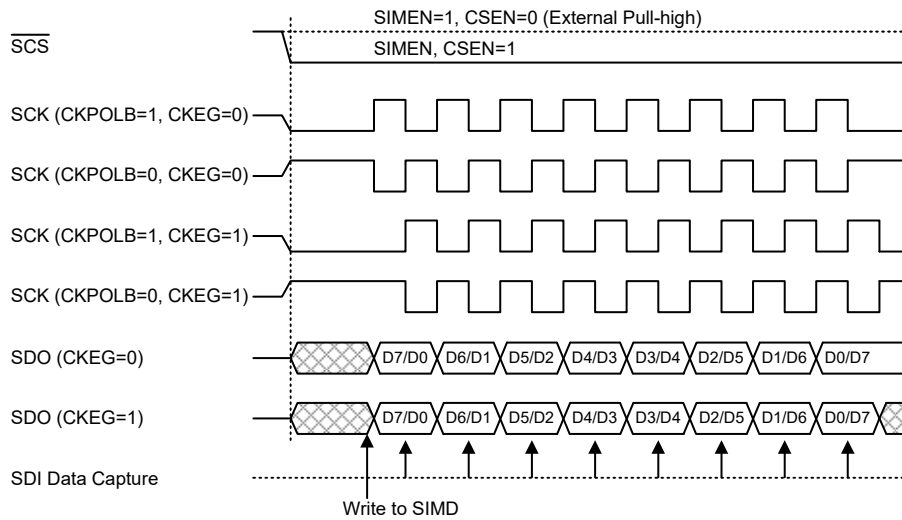 SIMEN=1, CSEN=0 (External Pull-high)
SCS
SIMEN, CSEN=1
SCK (CKPOLB=1, CKEG=0)
SCK (CKPOLB=0, CKEG=0)
SCK (CKPOLB=1, CKEG=1)
SCK (CKPOLB=0, CKEG=1)
SDO (CKEG=0) D7/D0 D6/D1 D5/D2 D4/D3 D3/D4 D2/D5 D1/D6 D0/D7
SDO (CKEG=1) D7/D0 D6/D1 D5/D2 D4/D3 D3/D4 D2/D5 D1/D6 D0/D7
SDI Data Capture
Write to SIMD